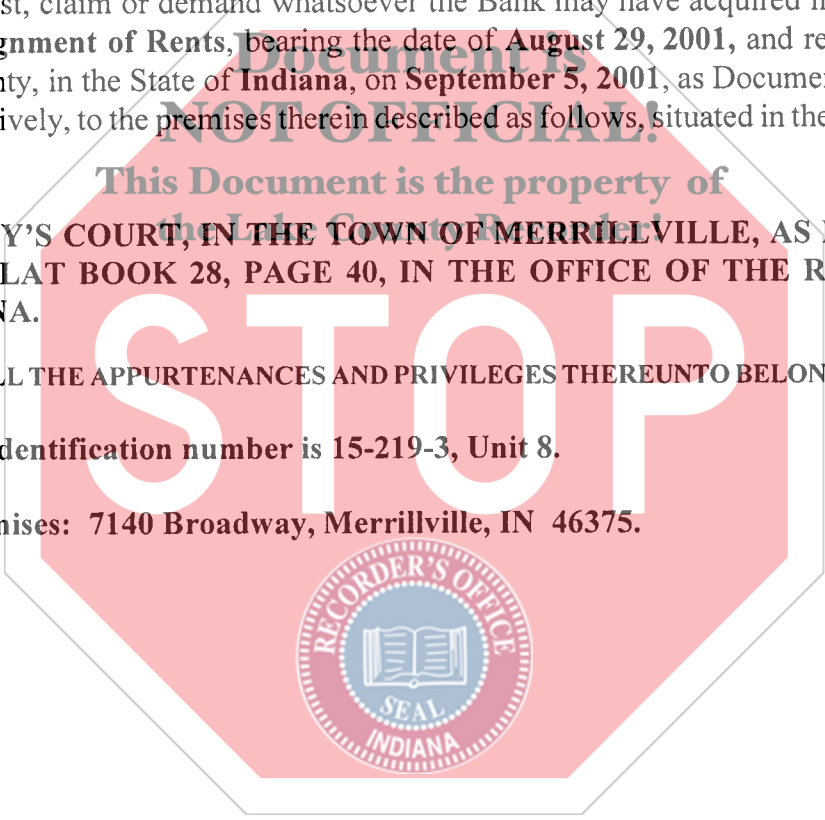 st, claim or demand whatsoever the Bank may have acquired
gnment of Rents, bearing the date of August 29, 2001, and re
Document is
nty, in the State of Indiana, on September 5, 2001, as Docume
NOT OFFICIAL!
ively, to the premises therein described as follows, situated in the
This Document is the property of
the Lake County Recorder!
Y'S COURT, IN THE TOWN OF MERRILLVILLE, AS
LAT BOOK 28, PAGE 40, IN THE OFFICE OF THE R
NA.
STOP
LL THE APPURTENANCES AND PRIVILEGES THEREUNTO BELON
dentification number is 15-219-3, Unit 8.
nises: 7140 Broadway, Merrillville, IN 46375.
RECORDER'S OFFICE
SEAL
INDIANA